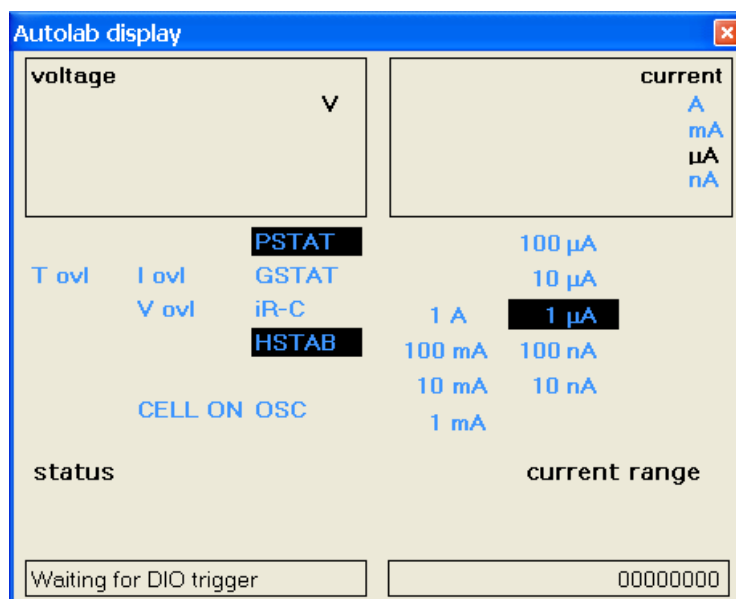 Autolab display
voltage
V
current
A
mA
µA
nA
PSTAT
T ovl I ovl GSTAT
V ovl iR-C
HSTAB
CELL ON OSC
100 µA
10 µA
1 A 1 µA
100 mA 100 nA
10 mA 10 nA
1 mA
status
current range
Waiting for DIO trigger
00000000